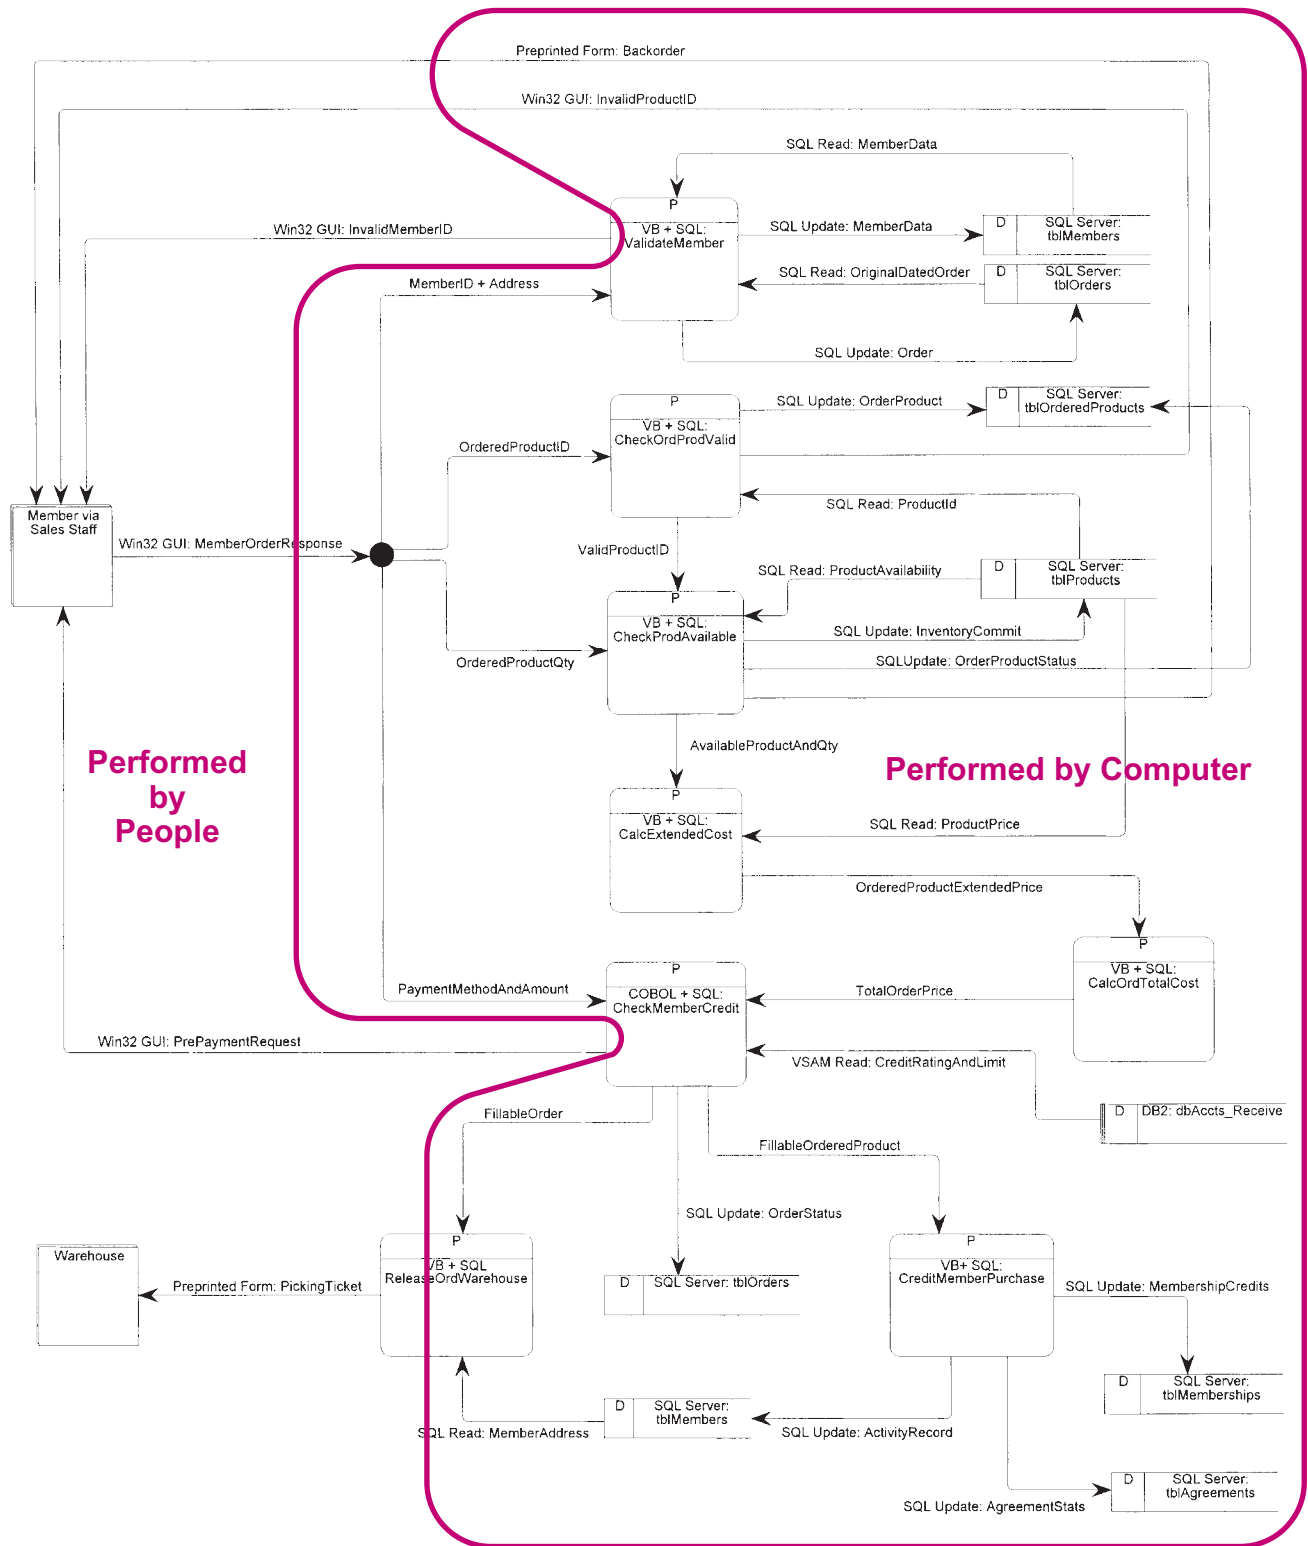 Preprinted Form: Backorder
Win32 GUI: InvalidProductID
SQL Read: MemberData
P
VB + SQL:
ValidateMember
Win32 GUI: InvalidMemberID
SQL Update: MemberData
D
SQL Server:
tblMembers
SQL Read: OriginalDatedOrder
D
SQL Server:
tblOrders
MemberID + Address
SQL Update: Order
P
VB + SQL:
CheckOrdProdValid
SQL Update: OrderProduct
D
SQL Server:
tblOrderedProducts
OrderedProductID
SQL Read: ProductId
Member via
Sales Staff
Win32 GUI: MemberOrderResponse
ValidProductID
SQL Read: ProductAvailability
D
SQL Server:
tblProducts
P
VB + SQL:
CheckProdAvailable
SQL Update: InventoryCommit
OrderedProductQty
SQLUpdate: OrderProductStatus
Performed
by
People
AvailableProductAndQty
Performed by Computer
P
VB + SQL:
CalcExtendedCost
SQL Read: ProductPrice
OrderedProductExtendedPrice
P
VB + SQL:
CalcOrdTotalCost
P
COBOL + SQL:
CheckMemberCredit
PaymentMethodAndAmount
TotalOrderPrice
Win32 GUI: PrePaymentRequest
VSAM Read: CreditRatingAndLimit
D
DB2: dbAccts_Receive
FillableOrder
FillableOrderedProduct
SQL Update: OrderStatus
Warehouse
Preprinted Form: PickingTicket
P
VB + SQL
ReleaseOrdWarehouse
D
SQL Server: tblOrders
P
VB+ SQL:
CreditMemberPurchase
SQL Update: MembershipCredits
D
SQL Server:
tblMemberships
D
SQL Server:
tblMembers
SQL Read: MemberAddress
SQL Update: ActivityRecord
D
SQL Server:
tblAgreements
SQL Update: AgreementStats